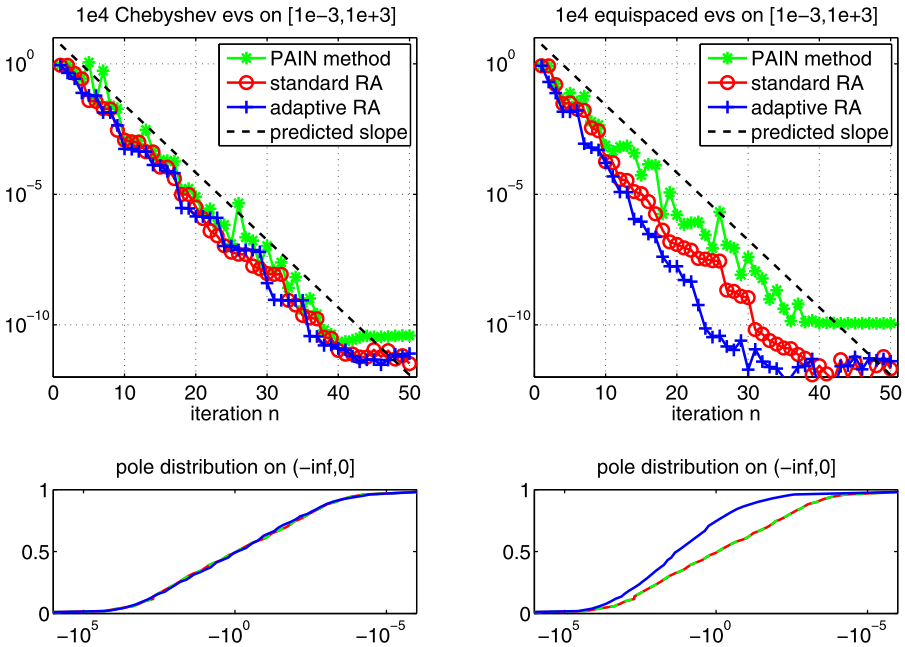 1e4 Chebyshev evs on [1e−3,1e+3]
10^0
10^−5
10^−10
PAIN method
standard RA
adaptive RA
predicted slope
0 10 20 30 40 50
iteration n
1e4 equispaced evs on [1e−3,1e+3]
10^0
10^−5
10^−10
PAIN method
standard RA
adaptive RA
predicted slope
0 10 20 30 40 50
iteration n
pole distribution on (−inf,0]
1
0.5
0
−10^5 −10^0 −10^−5
pole distribution on (−inf,0]
1
0.5
0
−10^5 −10^0 −10^−5